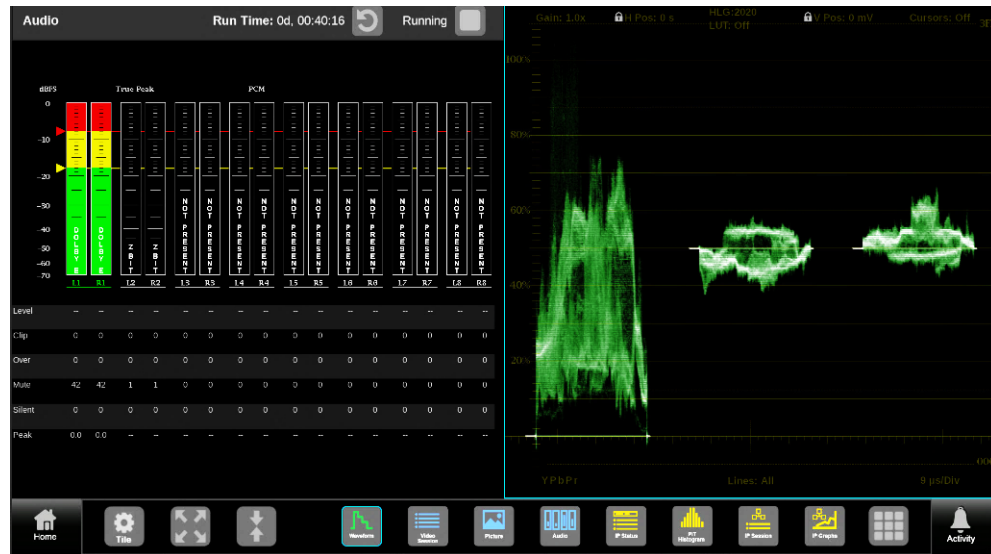 Audio Run Time: 0d, 00:40:16 Running
Gain: 1.0x H Pos: 0 s HLG:2020 V Pos: 0 mV Cursors: Off
LUT: Off
100%
dBFS True Peak PCM
0
-10
80%
-20
-30
60%
-40
-50
-60
-70
DOLBY E DOLBY E Z BIT Z BIT NOT PRESENT NOT PRESENT NOT PRESENT NOT PRESENT NOT PRESENT NOT PRESENT NOT PRESENT NOT PRESENT NOT PRESENT NOT PRESENT NOT PRESENT NOT PRESENT
L1 R1 L2 R2 L3 R3 L4 R4 L5 R5 L6 R6 L7 R7 L8 R8
40%
Level -- -- -- -- -- -- -- -- -- -- -- -- -- -- -- --
Clip 0 0 0 0 0 0 0 0 0 0 0 0 0 0 0 0
Over 0 0 0 0 0 0 0 0 0 0 0 0 0 0 0 0
20%
Mute 42 42 1 1 0 0 0 0 0 0 0 0 0 0 0 0
Silent 0 0 0 0 0 0 0 0 0 0 0 0 0 0 0 0
Peak 0.0 0.0 -- -- -- -- -- -- -- -- -- -- -- -- -- --
YPbPr Lines: All 9 µs/Div
Home Tile Waveform Video Session Picture Audio IP Status PIT Histogram IP Session IP Graphs Activity